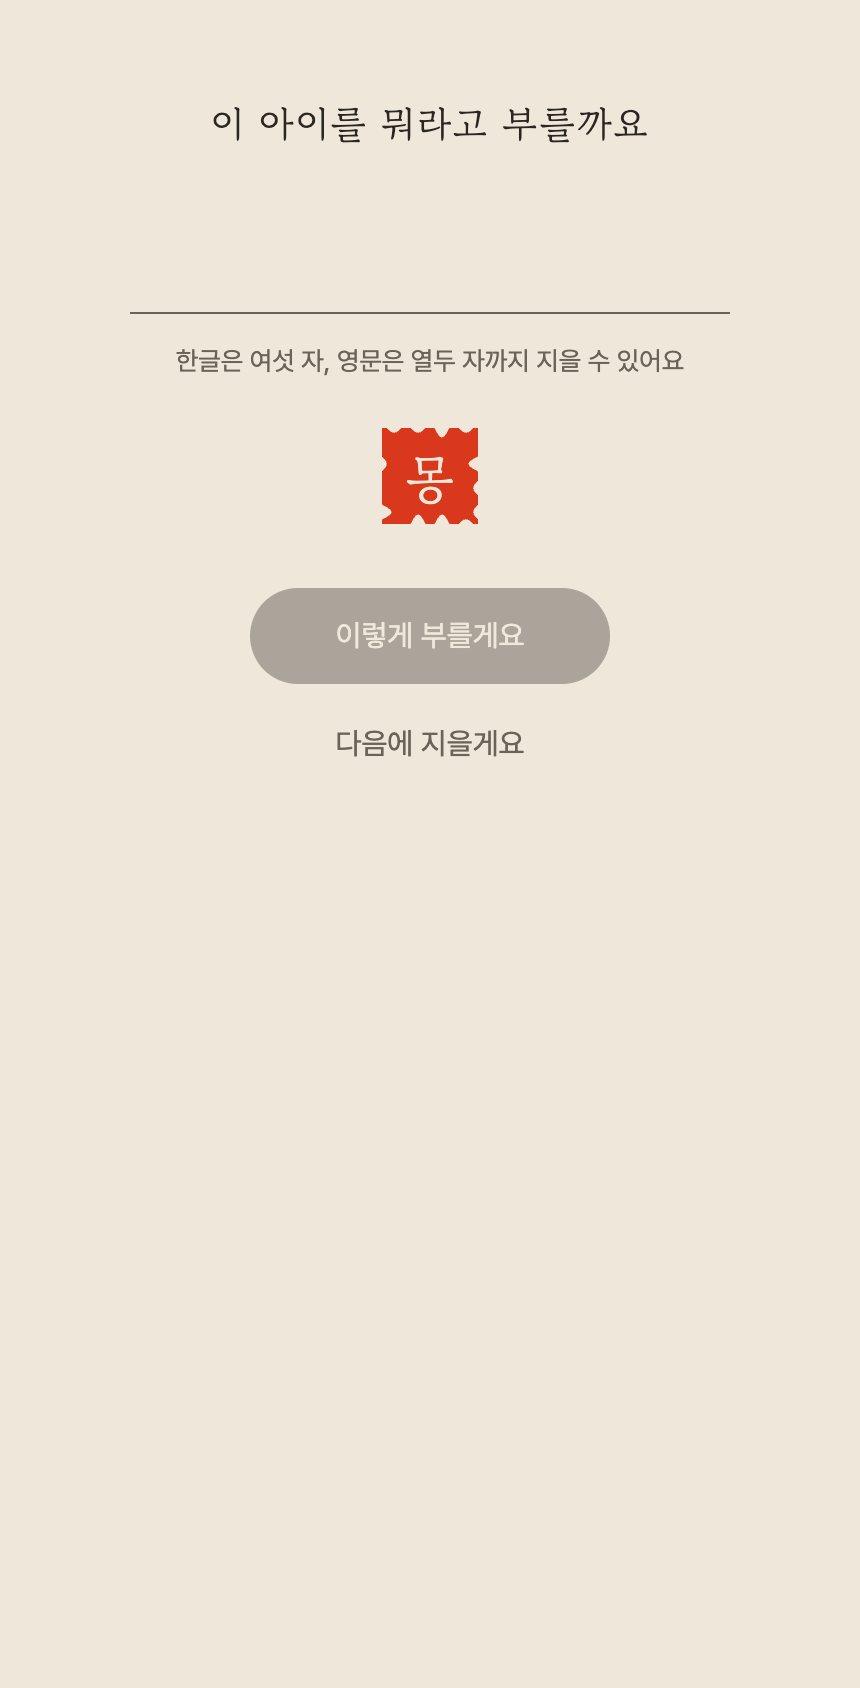 이 아이를 뭐라고 부를까요
한글은 여섯 자, 영문은 열두 자까지 지을 수 있어요
몽
이렇게 부를게요
다음에 지을게요